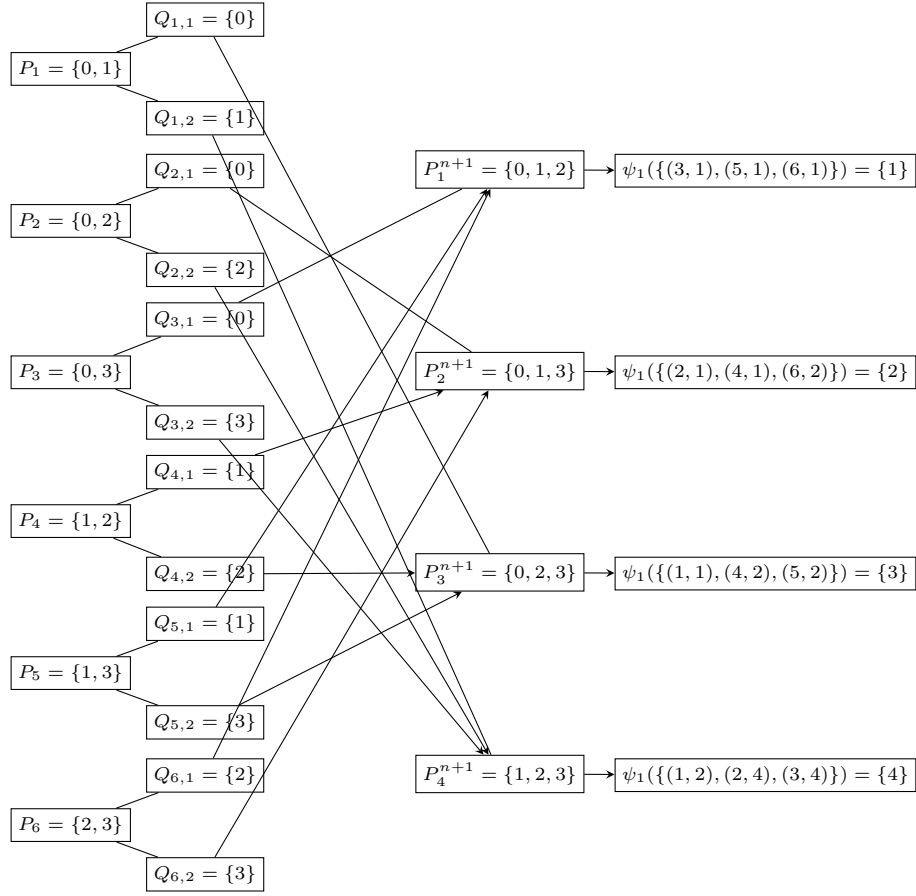 Q_{1,1} = {0}
P_1 = {0, 1}
Q_{1,2} = {1}
Q_{2,1} = {0}
P_2 = {0, 2}
Q_{2,2} = {2}
Q_{3,1} = {0}
P_3 = {0, 3}
Q_{3,2} = {3}
Q_{4,1} = {1}
P_4 = {1, 2}
Q_{4,2} = {2}
Q_{5,1} = {1}
P_5 = {1, 3}
Q_{5,2} = {3}
Q_{6,1} = {2}
P_6 = {2, 3}
Q_{6,2} = {3}
P_1^{n+1} = {0, 1, 2}
ψ_1({(3, 1), (5, 1), (6, 1)}) = {1}
P_2^{n+1} = {0, 1, 3}
ψ_1({(2, 1), (4, 1), (6, 2)}) = {2}
P_3^{n+1} = {0, 2, 3}
ψ_1({(1, 1), (4, 2), (5, 2)}) = {3}
P_4^{n+1} = {1, 2, 3}
ψ_1({(1, 2), (2, 4), (3, 4)}) = {4}